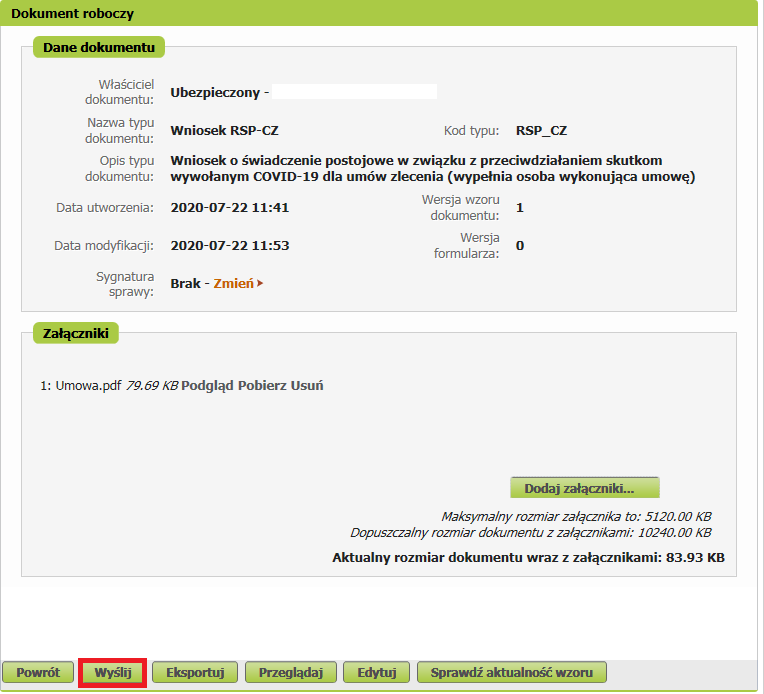 Dokument roboczy
Dane dokumentu
Właściciel
dokumentu:
Ubezpieczony -
Nazwa typu
dokumentu:
Wniosek RSP-CZ
Kod typu:
RSP_CZ
Opis typu
dokumentu:
Wniosek o świadczenie postojowe w związku z przeciwdziałaniem skutkom
wywołanym COVID-19 dla umów zlecenia (wypełnia osoba wykonująca umowę)
Data utworzenia:
2020-07-22 11:41
Wersja wzoru
dokumentu:
1
Data modyfikacji:
2020-07-22 11:53
Wersja
formularza:
0
Sygnatura
sprawy:
Brak - Zmień
Załączniki
1: Umowa.pdf 79.69 KB Podgląd Pobierz Usuń
Dodaj załączniki...
Maksymalny rozmiar załącznika to: 5120.00 KB
Dopuszczalny rozmiar dokumentu z załącznikami: 10240.00 KB
Aktualny rozmiar dokumentu wraz z załącznikami: 83.93 KB
Powrót Wyślij Eksportuj Przeglądaj Edytuj Sprawdź aktualność wzoru